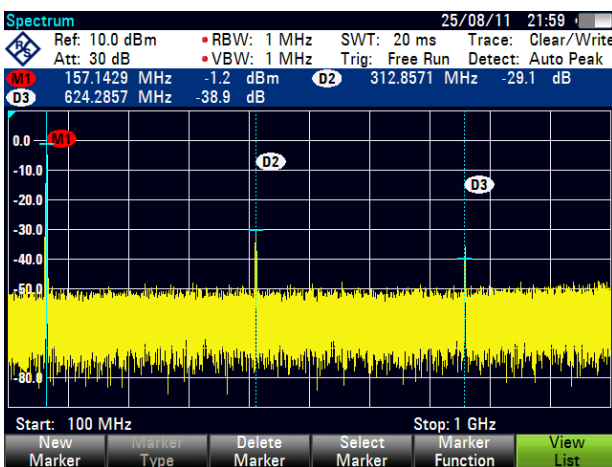 Spectrum 25/08/11 21:59
Ref: 10.0 dBm • RBW: 1 MHz SWT: 20 ms Trace: Clear/Write
Att: 30 dB • VBW: 1 MHz Trig: Free Run Detect: Auto Peak
M1 157.1429 MHz -1.2 dBm D2 312.8571 MHz -29.1 dB
D3 624.2857 MHz -38.9 dB
0.0 M1
D2
-10.0
D3
-20.0
-30.0
-40.0
-50.0
-80.0
Start: 100 MHz Stop: 1 GHz
New Marker Delete Select Marker View
Marker Type Marker Marker Function List